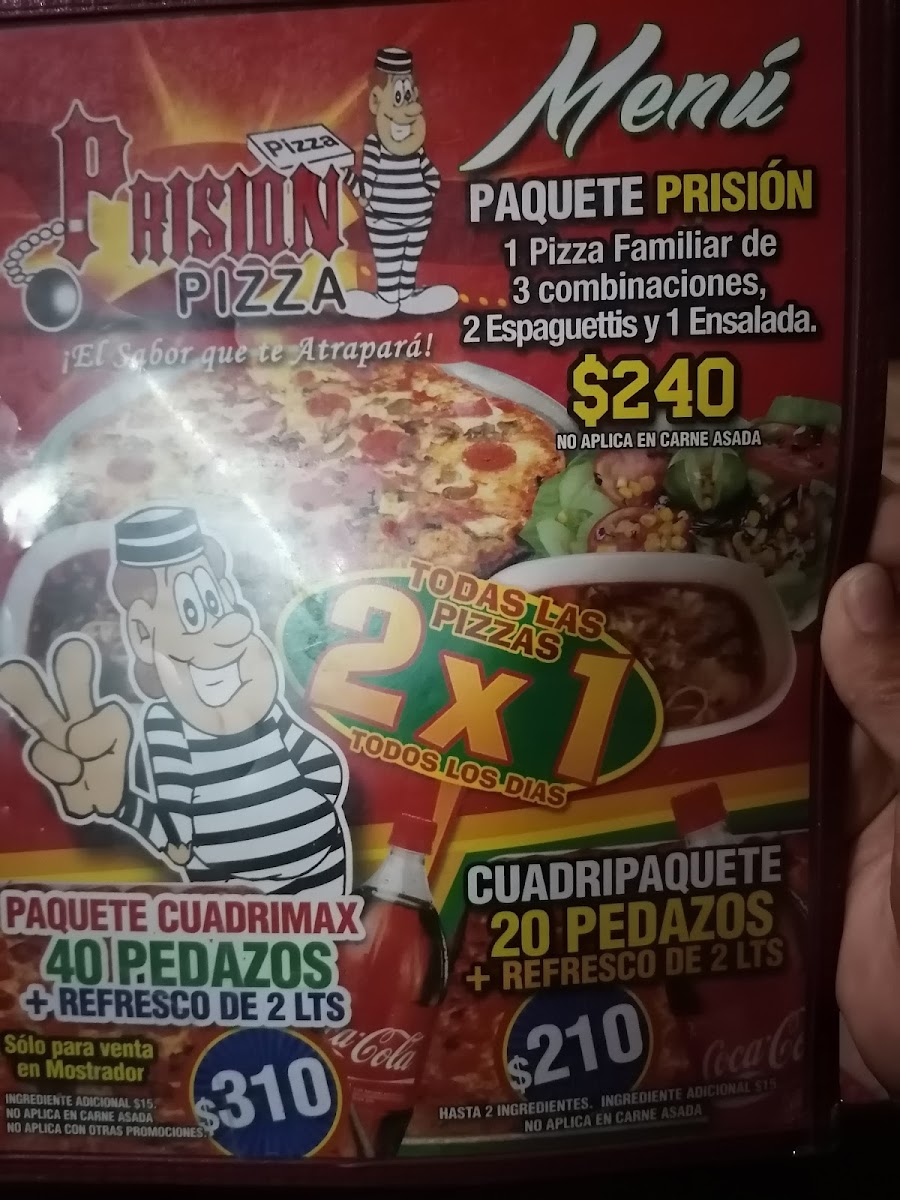 Menú
Pizza
PRISION
PIZZA
¡El Sabor que te Atrapará!
PAQUETE PRISIÓN
1 Pizza Familiar de
3 combinaciones,
2 Espaguettis y 1 Ensalada.
$240
NO APLICA EN CARNE ASADA
TODAS LAS
PIZZAS
2 x 1
TODOS LOS DIAS
PAQUETE CUADRIMAX
40 PEDAZOS
+ REFRESCO DE 2 LTS
Sólo para venta
en Mostrador
$310
INGREDIENTE ADICIONAL $15.
NO APLICA EN CARNE ASADA
NO APLICA CON OTRAS PROMOCIONES.
Coca-Cola
CUADRIPAQUETE
20 PEDAZOS
+ REFRESCO DE 2 LTS
$210
Coca-Co
HASTA 2 INGREDIENTES. INGREDIENTE ADICIONAL $15
NO APLICA EN CARNE ASADA